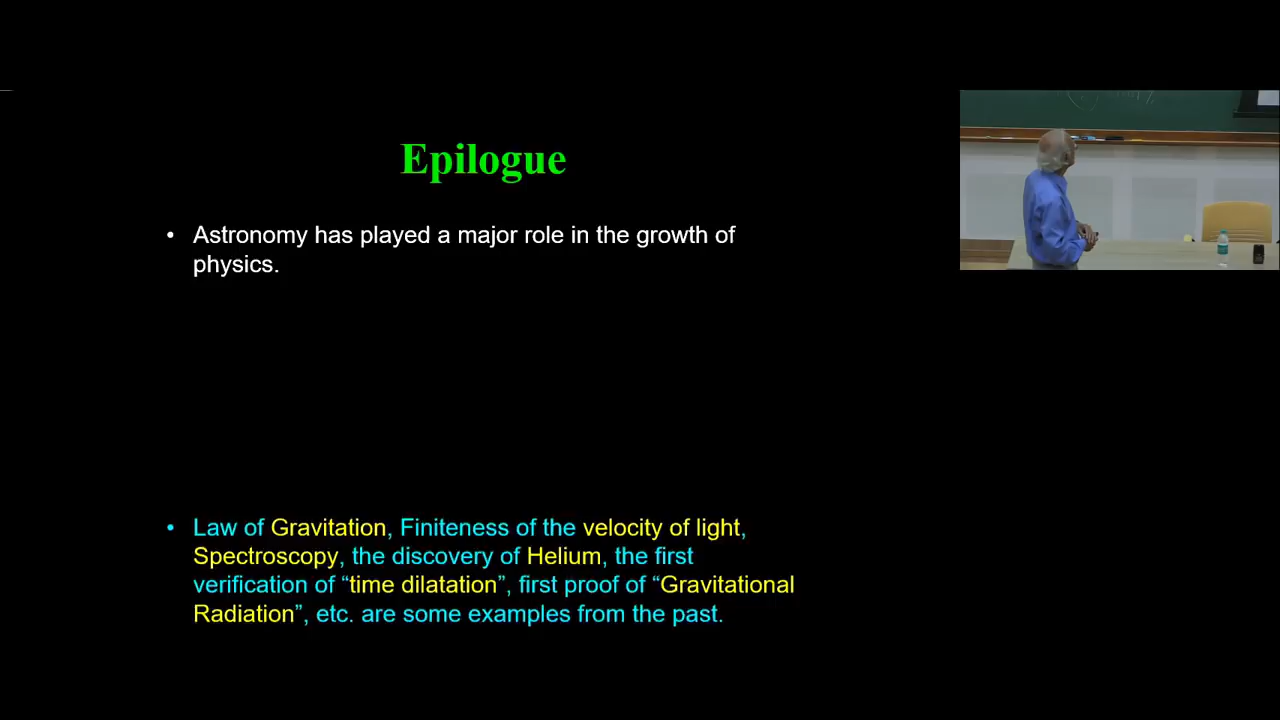 Epilogue
• Astronomy has played a major role in the growth of
physics.
• Law of Gravitation, Finiteness of the velocity of light,
Spectroscopy, the discovery of Helium, the first
verification of “time dilatation”, first proof of “Gravitational
Radiation”, etc. are some examples from the past.